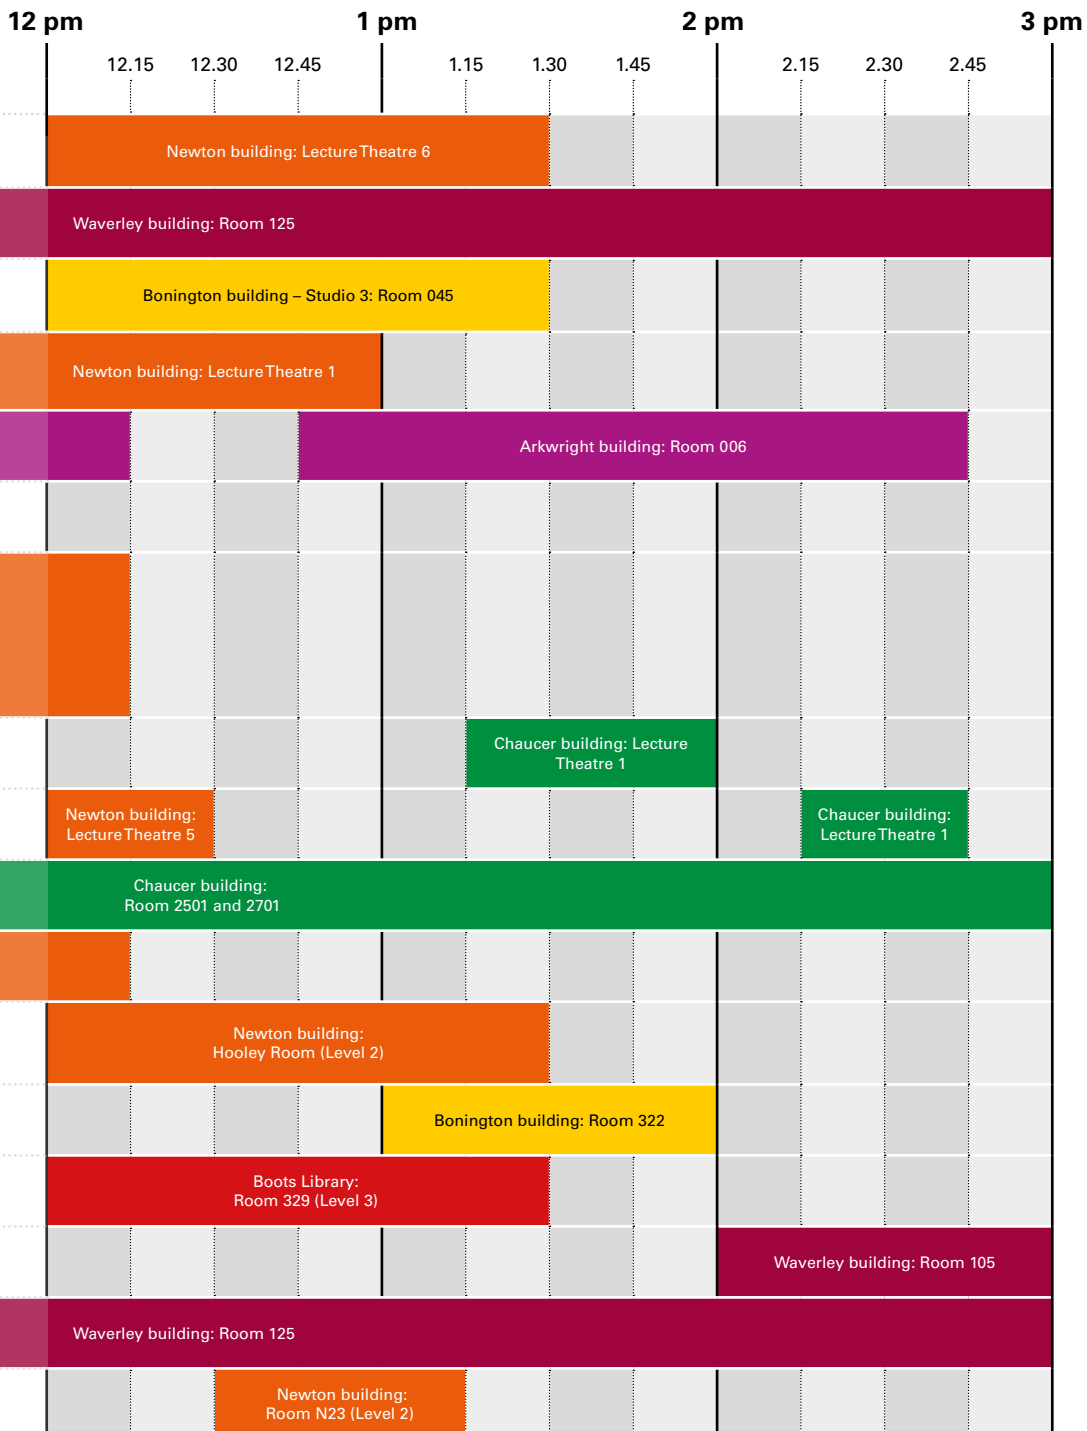 12 pm 1 pm 2 pm 3 pm
12.15 12.30 12.45 1.15 1.30 1.45 2.15 2.30 2.45
Newton building: Lecture Theatre 6
Waverley building: Room 125
Bonington building – Studio 3: Room 045
Newton building: Lecture Theatre 1
Arkwright building: Room 006
Chaucer building: Lecture
Theatre 1
Newton building:
Lecture Theatre 5
Chaucer building:
Lecture Theatre 1
Chaucer building:
Room 2501 and 2701
Newton building:
Hooley Room (Level 2)
Bonington building: Room 322
Boots Library:
Room 329 (Level 3)
Waverley building: Room 105
Waverley building: Room 125
Newton building:
Room N23 (Level 2)